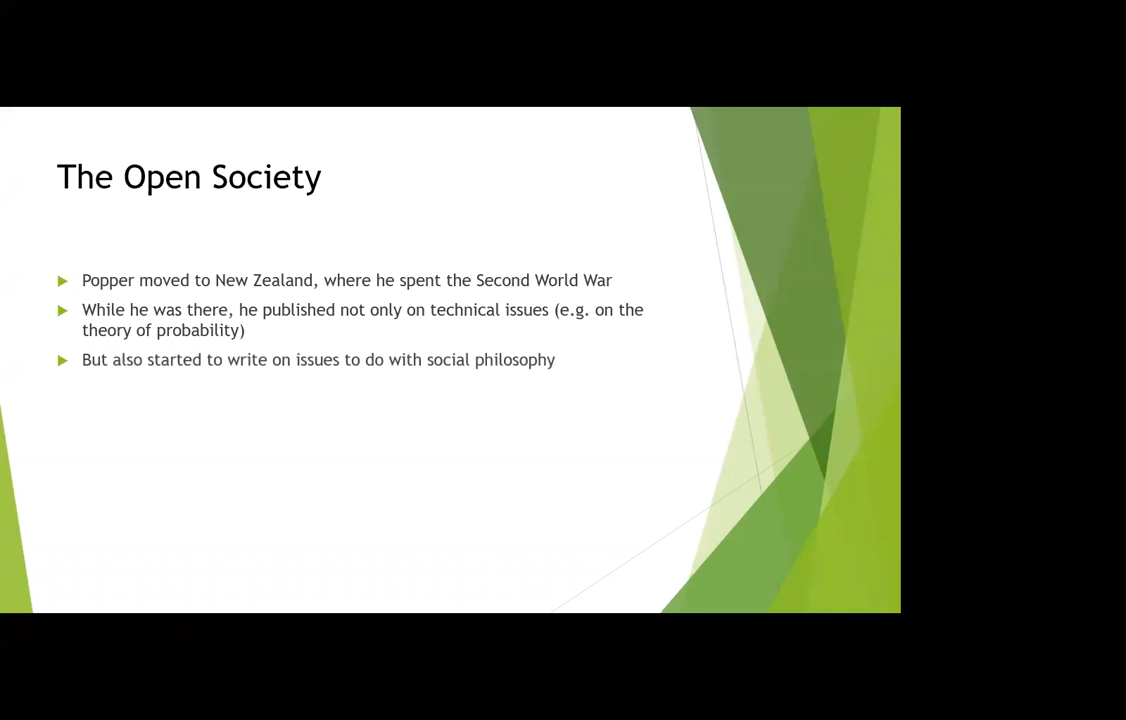 The Open Society
Popper moved to New Zealand, where he spent the Second World War
While he was there, he published not only on technical issues (e.g. on the
theory of probability)
But also started to write on issues to do with social philosophy